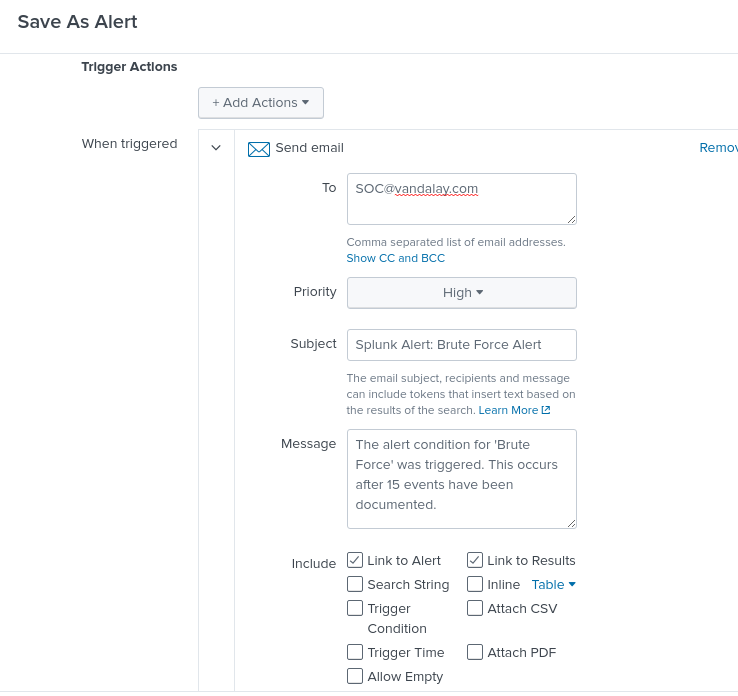 Save As Alert
Trigger Actions
+ Add Actions
When triggered
Send email
Remov
To
SOC@vandalay.com
Comma separated list of email addresses.
Show CC and BCC
Priority
High
Subject
Splunk Alert: Brute Force Alert
The email subject, recipients and message
can include tokens that insert text based on
the results of the search. Learn More
Message
The alert condition for 'Brute
Force' was triggered. This occurs
after 15 events have been
documented.
Include
Link to Alert
Link to Results
Search String
Inline Table
Trigger
Condition
Attach CSV
Trigger Time
Attach PDF
Allow Empty